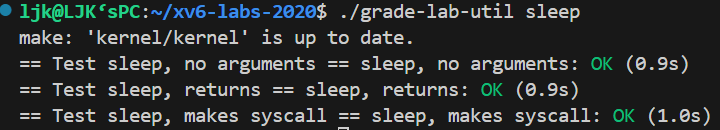 ljk@LJK‘sPC:~/xv6-labs-2020$ ./grade-lab-util sleep
make: 'kernel/kernel' is up to date.
== Test sleep, no arguments == sleep, no arguments: OK (0.9s)
== Test sleep, returns == sleep, returns: OK (0.9s)
== Test sleep, makes syscall == sleep, makes syscall: OK (1.0s)